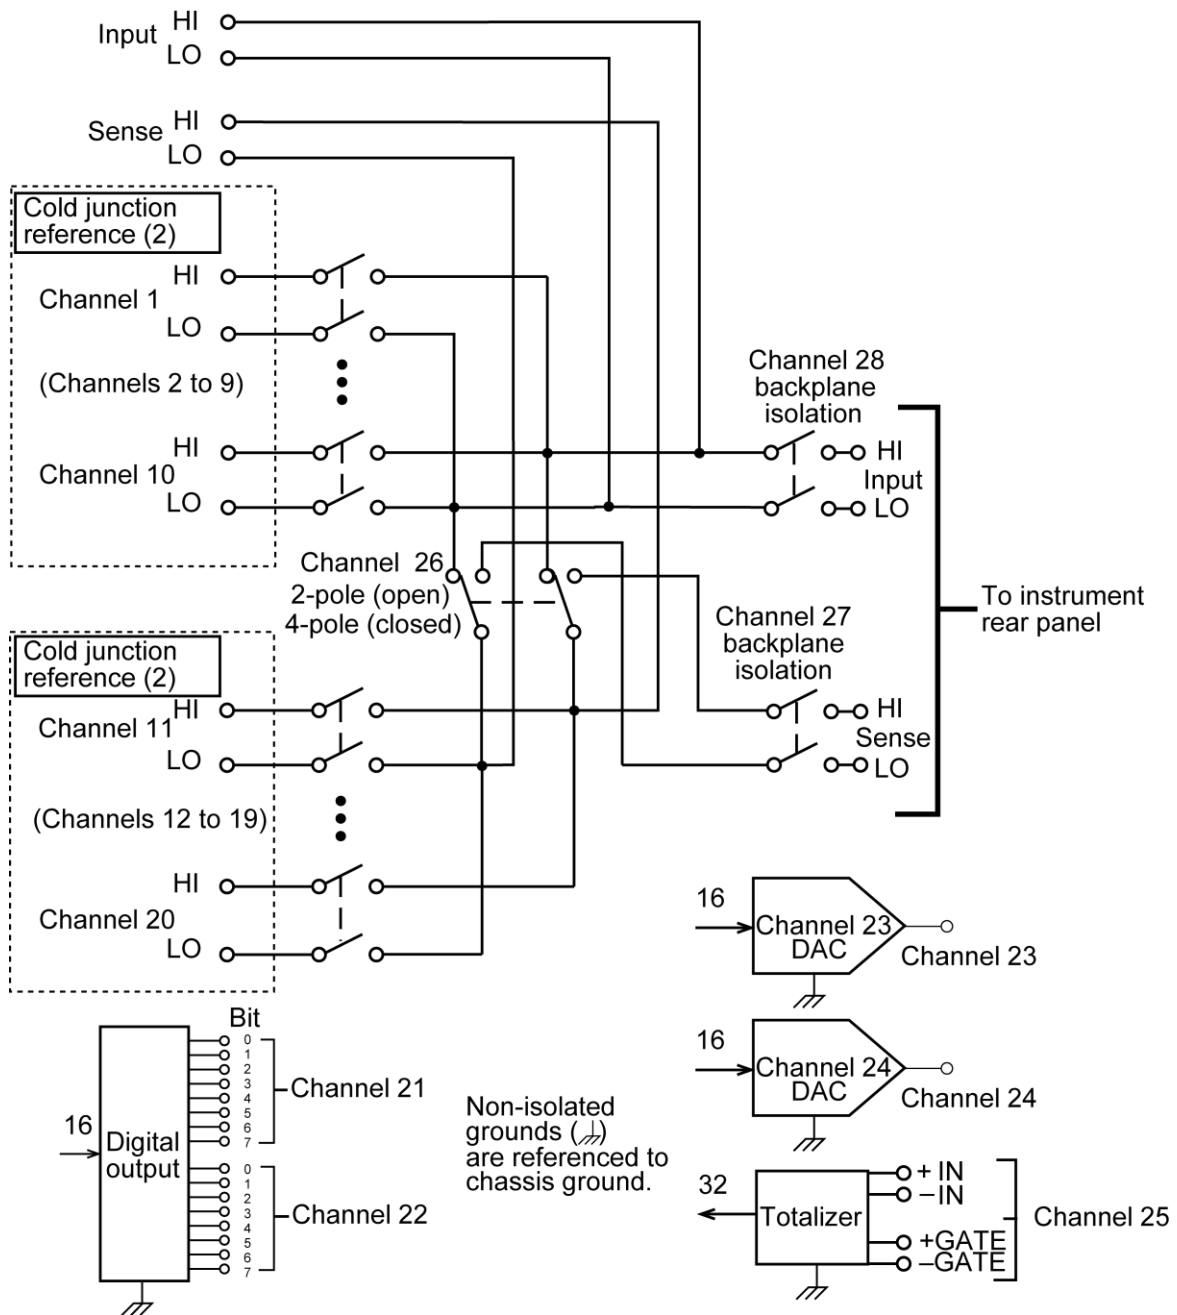 Input
HI
LO
Sense
HI
LO
Cold junction
reference (2)
Channel 1
HI
LO
(Channels 2 to 9)
Channel 10
HI
LO
Channel 28
backplane
isolation
HI
Input
LO
Channel 26
2-pole (open)
4-pole (closed)
To instrument
rear panel
Channel 27
backplane
isolation
HI
Sense
LO
Cold junction
reference (2)
Channel 11
HI
LO
(Channels 12 to 19)
Channel 20
HI
LO
16
Channel 23
DAC
Channel 23
16
Channel 24
DAC
Channel 24
Bit
16
Digital
output
0
1
2
3
4
5
6
7
Channel 21
0
1
2
3
4
5
6
7
Channel 22
Non-isolated
grounds ( )
are referenced to
chassis ground.
32
Totalizer
+ IN
– IN
+GATE
–GATE
Channel 25